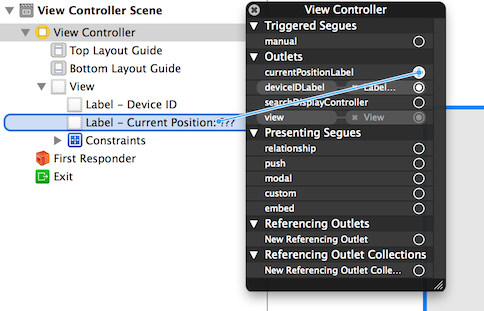 View Controller Scene
View Controller
Top Layout Guide
Bottom Layout Guide
View
Label – Device ID
Label – Current Position: ???
Constraints
First Responder
Exit
View Controller
Triggered Segues
manual
Outlets
currentPositionLabel
deviceIDLabel Label...
searchDisplayController
view View
Presenting Segues
relationship
push
modal
custom
embed
Referencing Outlets
New Referencing Outlet
Referencing Outlet Collections
New Referencing Outlet Colle...